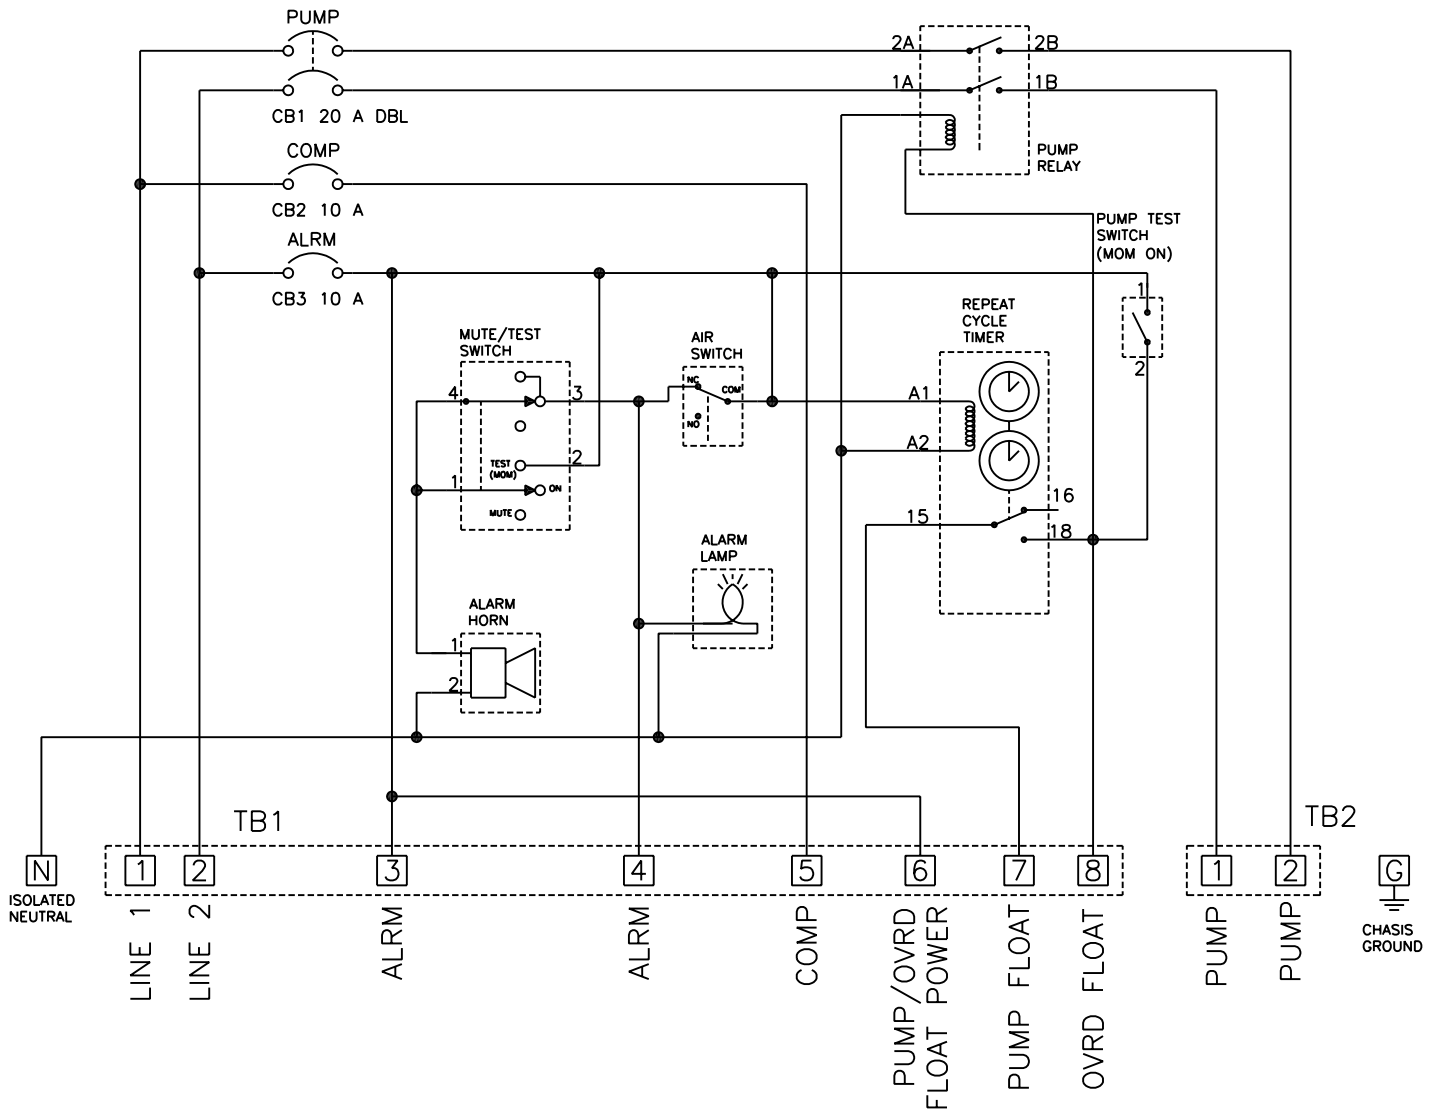 PUMP
CB1 20 A DBL
COMP
CB2 10 A
ALRM
CB3 10 A
2A
2B
1A
1B
PUMP
RELAY
PUMP TEST
SWITCH
(MOM ON)
1
2
MUTE/TEST
SWITCH
4
3
TEST
(MOM)
2
1
ON
MUTE
AIR
SWITCH
NC
COM
NO
REPEAT
CYCLE
TIMER
A1
A2
15
16
18
ALARM
LAMP
ALARM
HORN
1
2
TB1
TB2
N
1
2
3
4
5
6
7
8
1
2
G
ISOLATED
NEUTRAL
LINE 1
LINE 2
ALRM
ALRM
COMP
PUMP/OVRD
FLOAT POWER
PUMP FLOAT
OVRD FLOAT
PUMP
PUMP
CHASIS
GROUND